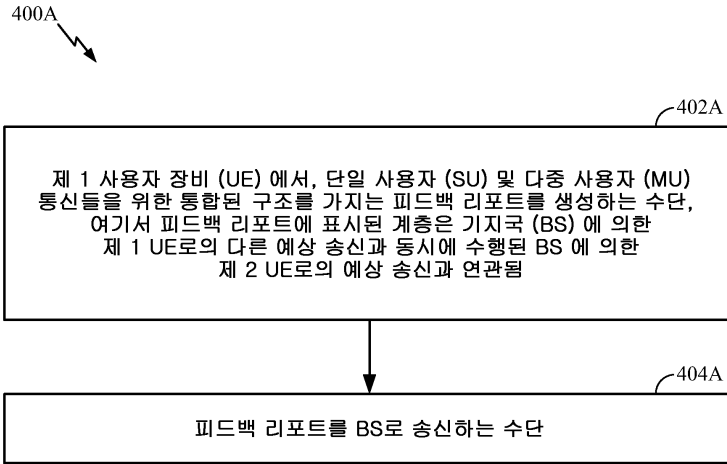 400A
402A
제 1 사용자 장비 (UE) 에서, 단일 사용자 (SU) 및 다중 사용자 (MU)
통신들을 위한 통합된 구조를 가지는 피드백 리포트를 생성하는 수단,
여기서 피드백 리포트에 표시된 계층은 기지국 (BS) 에 의한
제 1 UE로의 다른 예상 송신과 동시에 수행된 BS 에 의한
제 2 UE로의 예상 송신과 연관됨
404A
피드백 리포트를 BS로 송신하는 수단